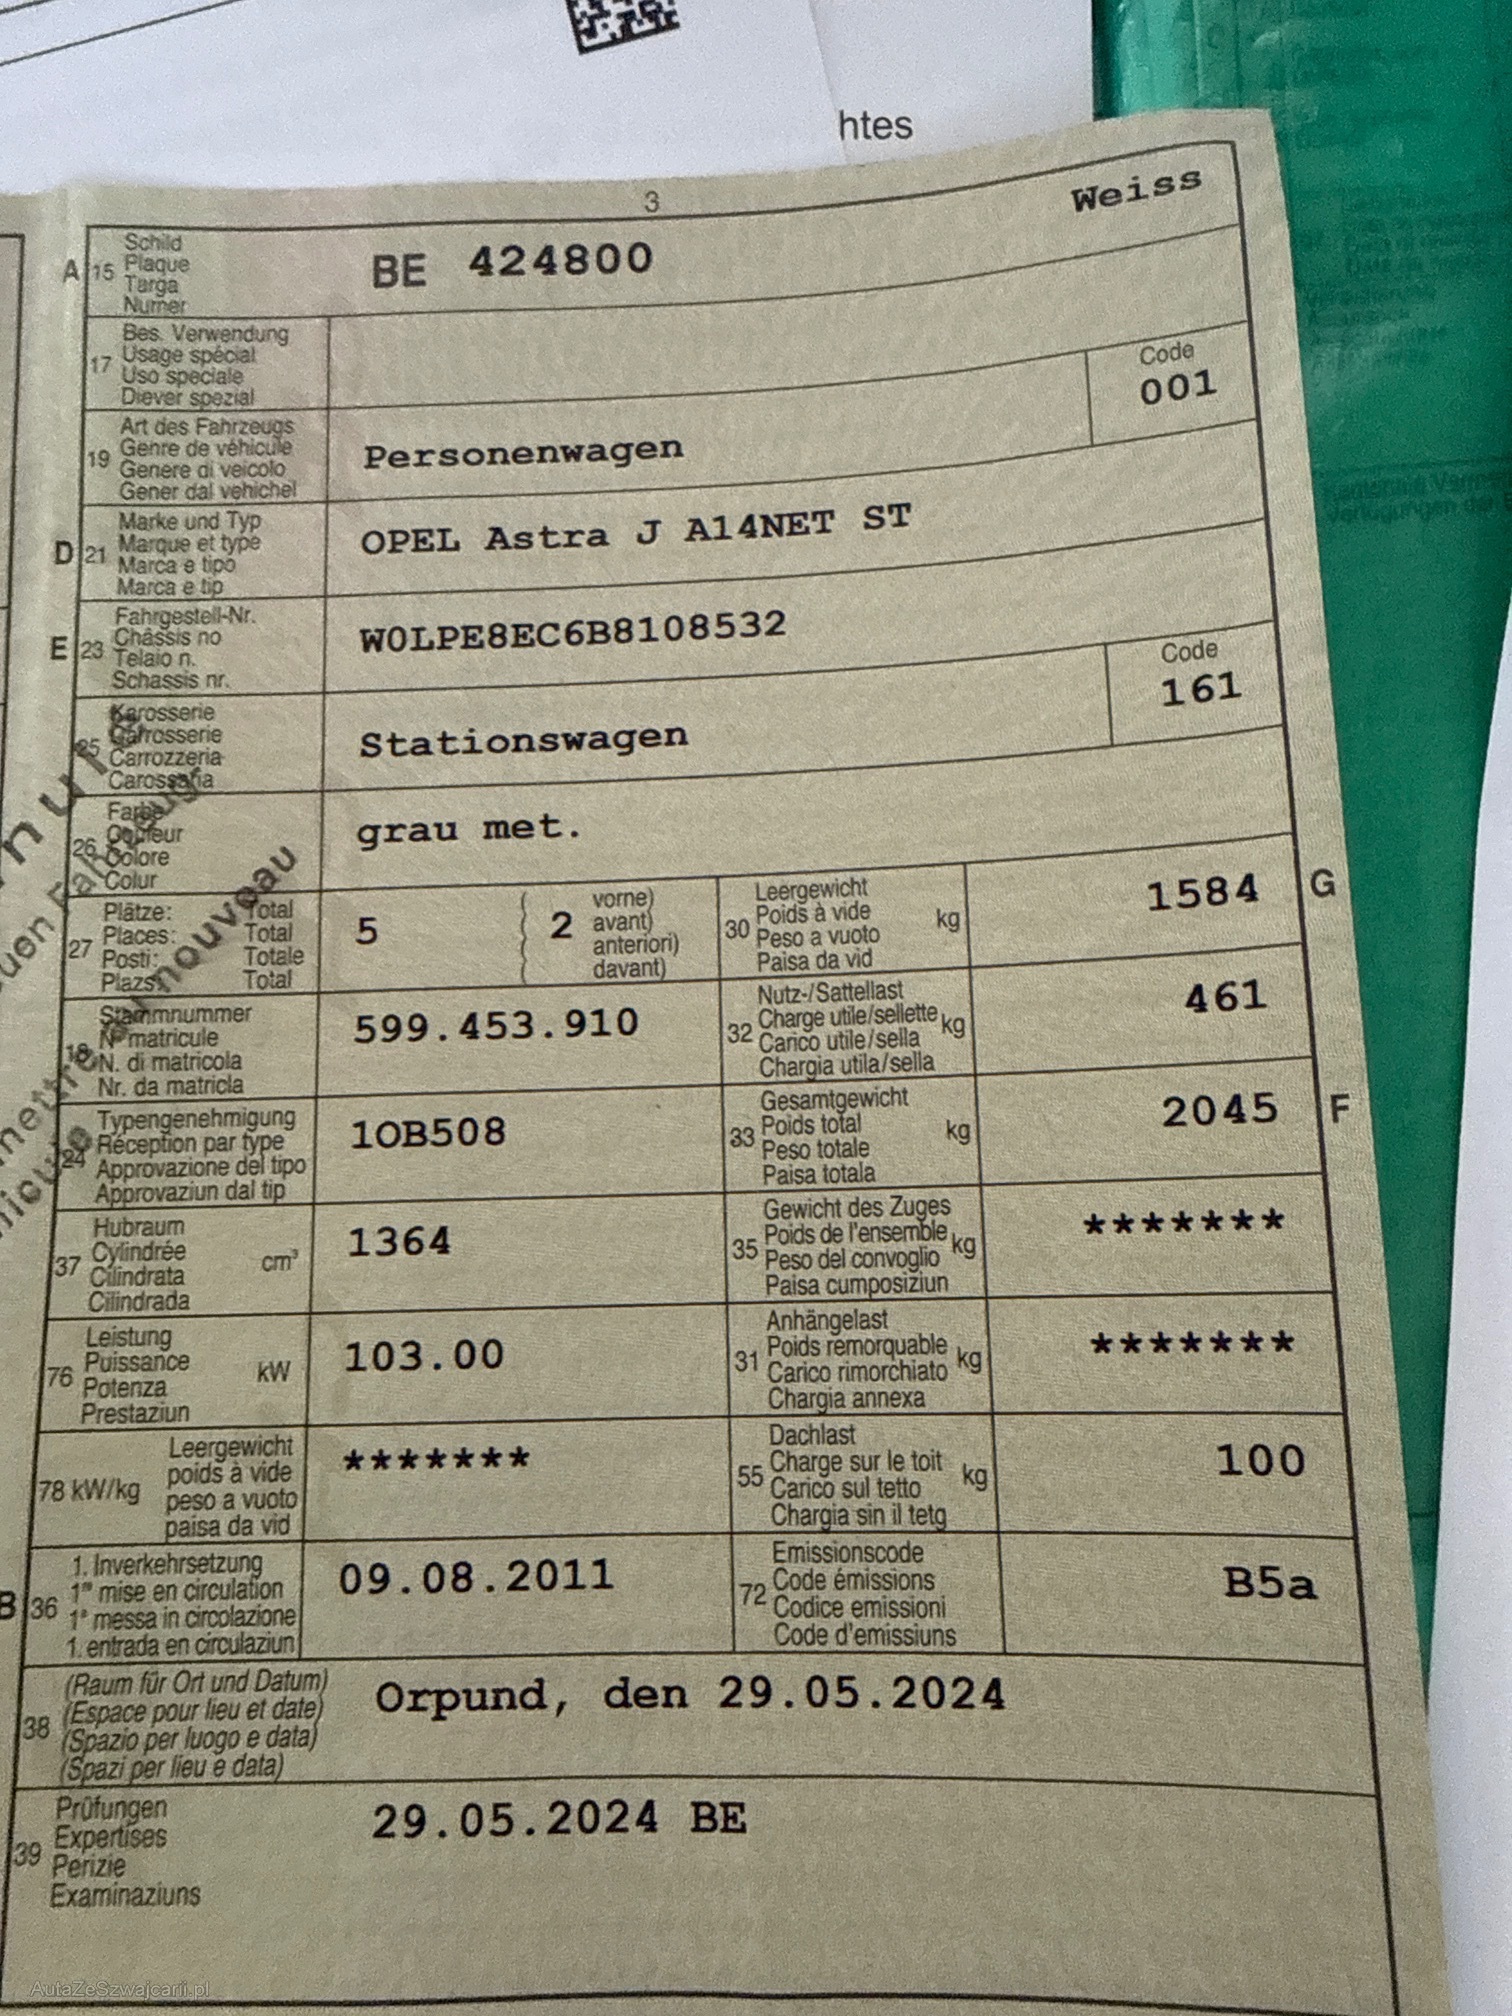 htes
3
Weiss
A 15 Schild
Plaque
Targa
Numer
BE 424800
17 Bes. Verwendung
Usage spécial
Uso speciale
Diever spezial
Code
001
19 Art des Fahrzeugs
Genre de véhicule
Genere di veicolo
Gener dal vehichel
Personenwagen
D 21 Marke und Typ
Marque et type
Marca e tipo
Marca e tip
OPEL Astra J A14NET ST
E 23 Fahrgestell-Nr.
Châssis no
Telaio n.
Schassis nr.
W0LPE8EC6B8108532
Code
161
25 Karosserie
Carrosserie
Carrozzeria
Carossaria
Stationswagen
26 Farbe
Couleur
Colore
Colur
grau met.
27 Plätze: Total
Places: Total
Posti: Totale
Plazs: Total
5
2 vorne)
avant)
anteriori)
davant)
30 Leergewicht
Poids à vide
Peso a vuoto
Paisa da vid
kg
1584 G
18 Stammnummer
N° matricule
N. di matricola
Nr. da matricla
599.453.910
32 Nutz-/Sattellast
Charge utile/sellette
Carico utile/sella
Chargia utila/sella
kg
461
24 Typengenehmigung
Réception par type
Approvazione del tipo
Approvaziun dal tip
1OB508
33 Gesamtgewicht
Poids total
Peso totale
Paisa totala
kg
2045 F
37 Hubraum
Cylindrée
Cilindrata
Cilindrada
cm³
1364
35 Gewicht des Zuges
Poids de l'ensemble
Peso del convoglio
Paisa cumposiziun
kg
*******
76 Leistung
Puissance
Potenza
Prestaziun
kW
103.00
31 Anhängelast
Poids remorquable
Carico rimorchiato
Chargia annexa
kg
*******
78 kW/kg Leergewicht
poids à vide
peso a vuoto
paisa da vid
*******
55 Dachlast
Charge sur le toit
Carico sul tetto
Chargia sin il tetg
kg
100
B 36 1. Inverkehrsetzung
1re mise en circulation
1a messa in circolazione
1. entrada en circulaziun
09.08.2011
72 Emissionscode
Code émissions
Codice emissioni
Code d'emissiuns
B5a
38 (Raum für Ort und Datum)
(Espace pour lieu et date)
(Spazio per luogo e data)
(Spazi per lieu e data)
Orpund, den 29.05.2024
39 Prüfungen
Expertises
Perizie
Examinaziuns
29.05.2024 BE
nouveau
AutaZeSzwajcarii.pl